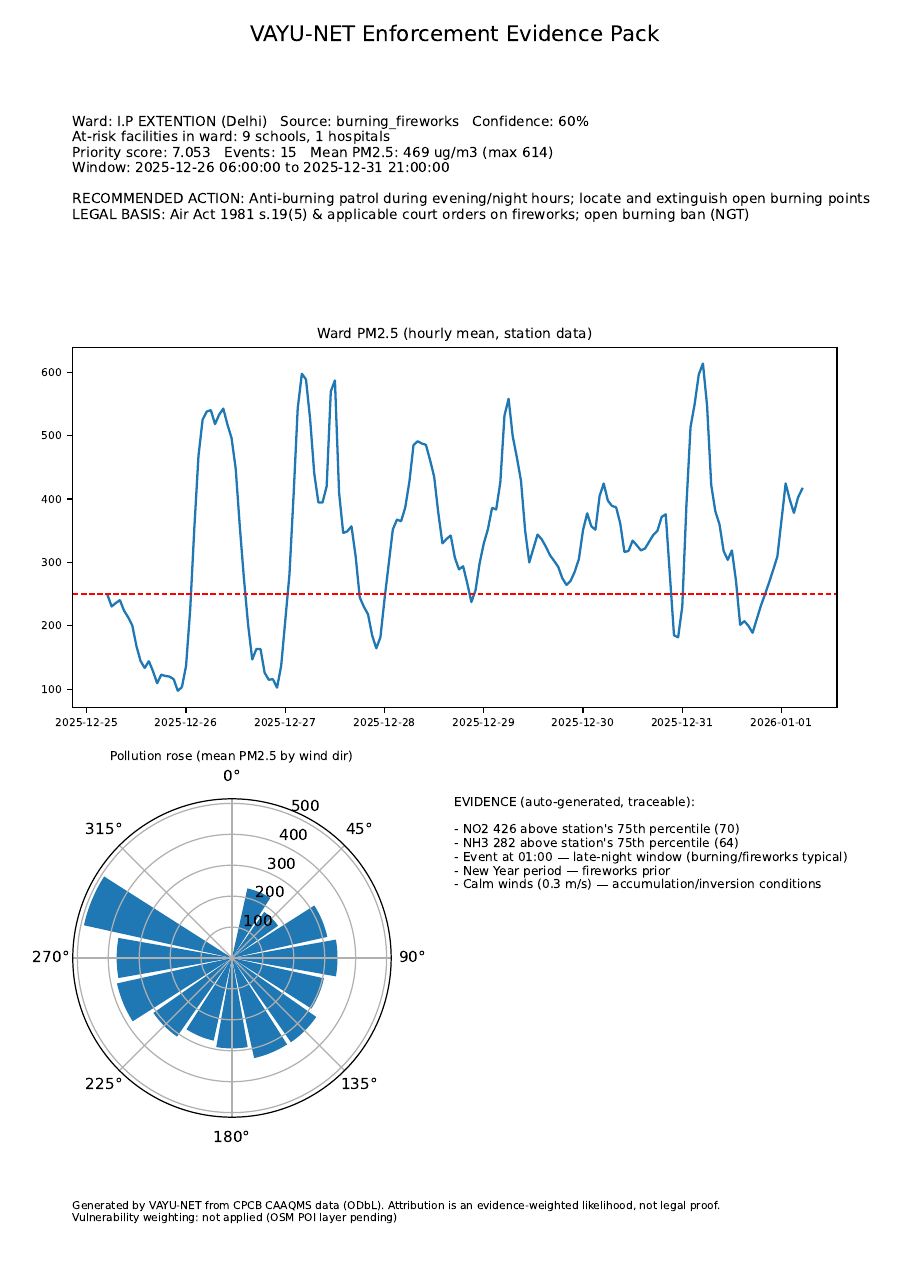 VAYU-NET Enforcement Evidence Pack
Ward: I.P EXTENTION (Delhi)   Source: burning_fireworks   Confidence: 60%
At-risk facilities in ward: 9 schools, 1 hospitals
Priority score: 7.053   Events: 15   Mean PM2.5: 469 ug/m3 (max 614)
Window: 2025-12-26 06:00:00 to 2025-12-31 21:00:00
RECOMMENDED ACTION: Anti-burning patrol during evening/night hours; locate and extinguish open burning points
LEGAL BASIS: Air Act 1981 s.19(5) & applicable court orders on fireworks; open burning ban (NGT)
Ward PM2.5 (hourly mean, station data)
600
500
400
300
200
100
2025-12-25 2025-12-26 2025-12-27 2025-12-28 2025-12-29 2025-12-30 2025-12-31 2026-01-01
Pollution rose (mean PM2.5 by wind dir)
0°
45°
90°
135°
180°
225°
270°
315°
100
200
300
400
500
EVIDENCE (auto-generated, traceable):
- NO2 426 above station's 75th percentile (70)
- NH3 282 above station's 75th percentile (64)
- Event at 01:00 — late-night window (burning/fireworks typical)
- New Year period — fireworks prior
- Calm winds (0.3 m/s) — accumulation/inversion conditions
Generated by VAYU-NET from CPCB CAAQMS data (ODbL). Attribution is an evidence-weighted likelihood, not legal proof.
Vulnerability weighting: not applied (OSM POI layer pending)